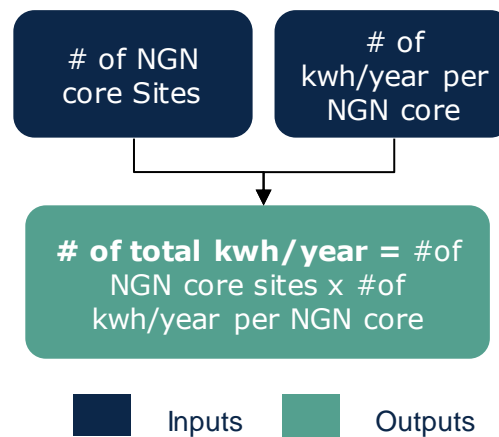 # of NGN
core Sites
# of
kwh/year per
NGN core
# of total kwh/year = #of
NGN core sites x #of
kwh/year per NGN core
Inputs
Outputs